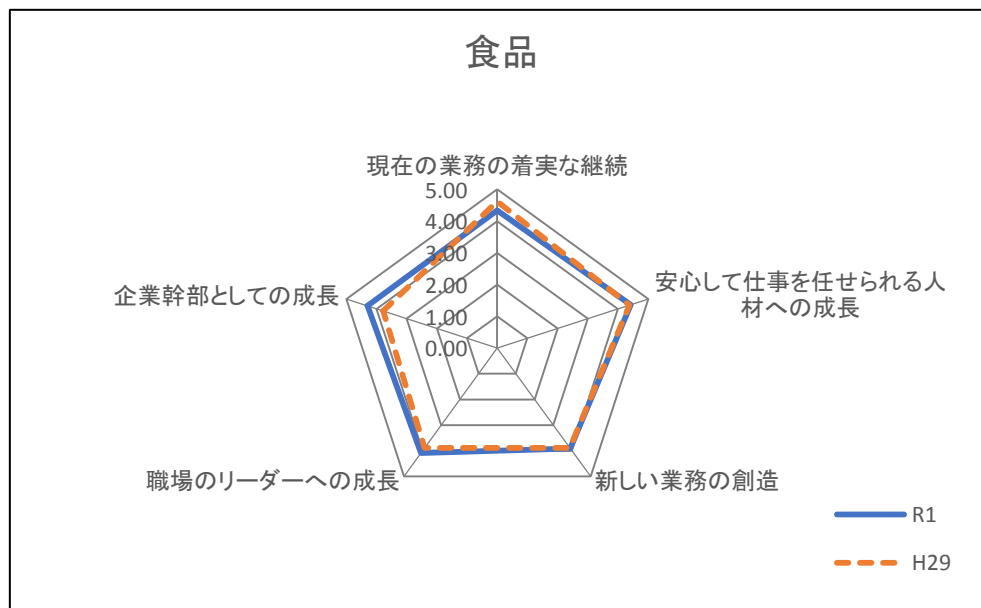 食品
現在の業務の着実な継続
5.00
4.00
3.00
2.00
1.00
0.00
安心して仕事を任せられる人
材への成長
新しい業務の創造
職場のリーダーへの成長
企業幹部としての成長
R1
H29